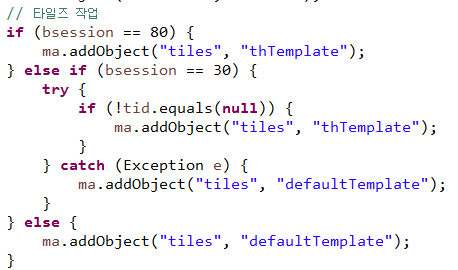 // 타일즈 작업
if (bsession == 80) {
    ma.addObject("tiles", "thTemplate");
} else if (bsession == 30) {
    try {
        if (!tid.equals(null)) {
            ma.addObject("tiles", "thTemplate");
        }
    } catch (Exception e) {
        ma.addObject("tiles", "defaultTemplate");
    }
} else {
    ma.addObject("tiles", "defaultTemplate");
}